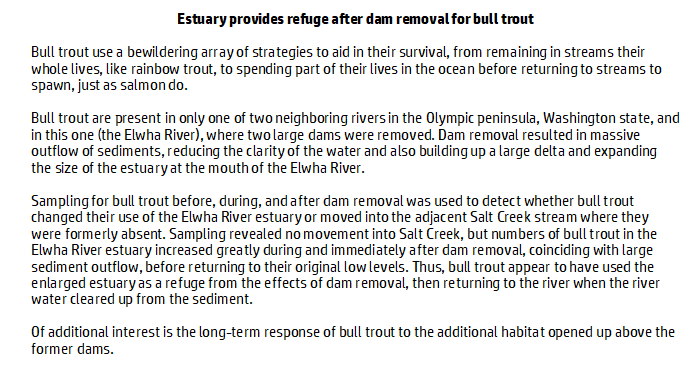 Estuary provides refuge after dam removal for bull trout
Bull trout use a bewildering array of strategies to aid in their survival, from remaining in streams their
whole lives, like rainbow trout, to spending part of their lives in the ocean before returning to streams to
spawn, just as salmon do.
Bull trout are present in only one of two neighboring rivers in the Olympic peninsula, Washington state, and
in this one (the Elwha River), where two large dams were removed. Dam removal resulted in massive
outflow of sediments, reducing the clarity of the water and also building up a large delta and expanding
the size of the estuary at the mouth of the Elwha River.
Sampling for bull trout before, during, and after dam removal was used to detect whether bull trout
changed their use of the Elwha River estuary or moved into the adjacent Salt Creek stream where they
were formerly absent. Sampling revealed no movement into Salt Creek, but numbers of bull trout in the
Elwha River estuary increased greatly during and immediately after dam removal, coinciding with large
sediment outflow, before returning to their original low levels. Thus, bull trout appear to have used the
enlarged estuary as a refuge from the effects of dam removal, then returning to the river when the river
water cleared up from the sediment.
Of additional interest is the long-term response of bull trout to the additional habitat opened up above the
former dams.